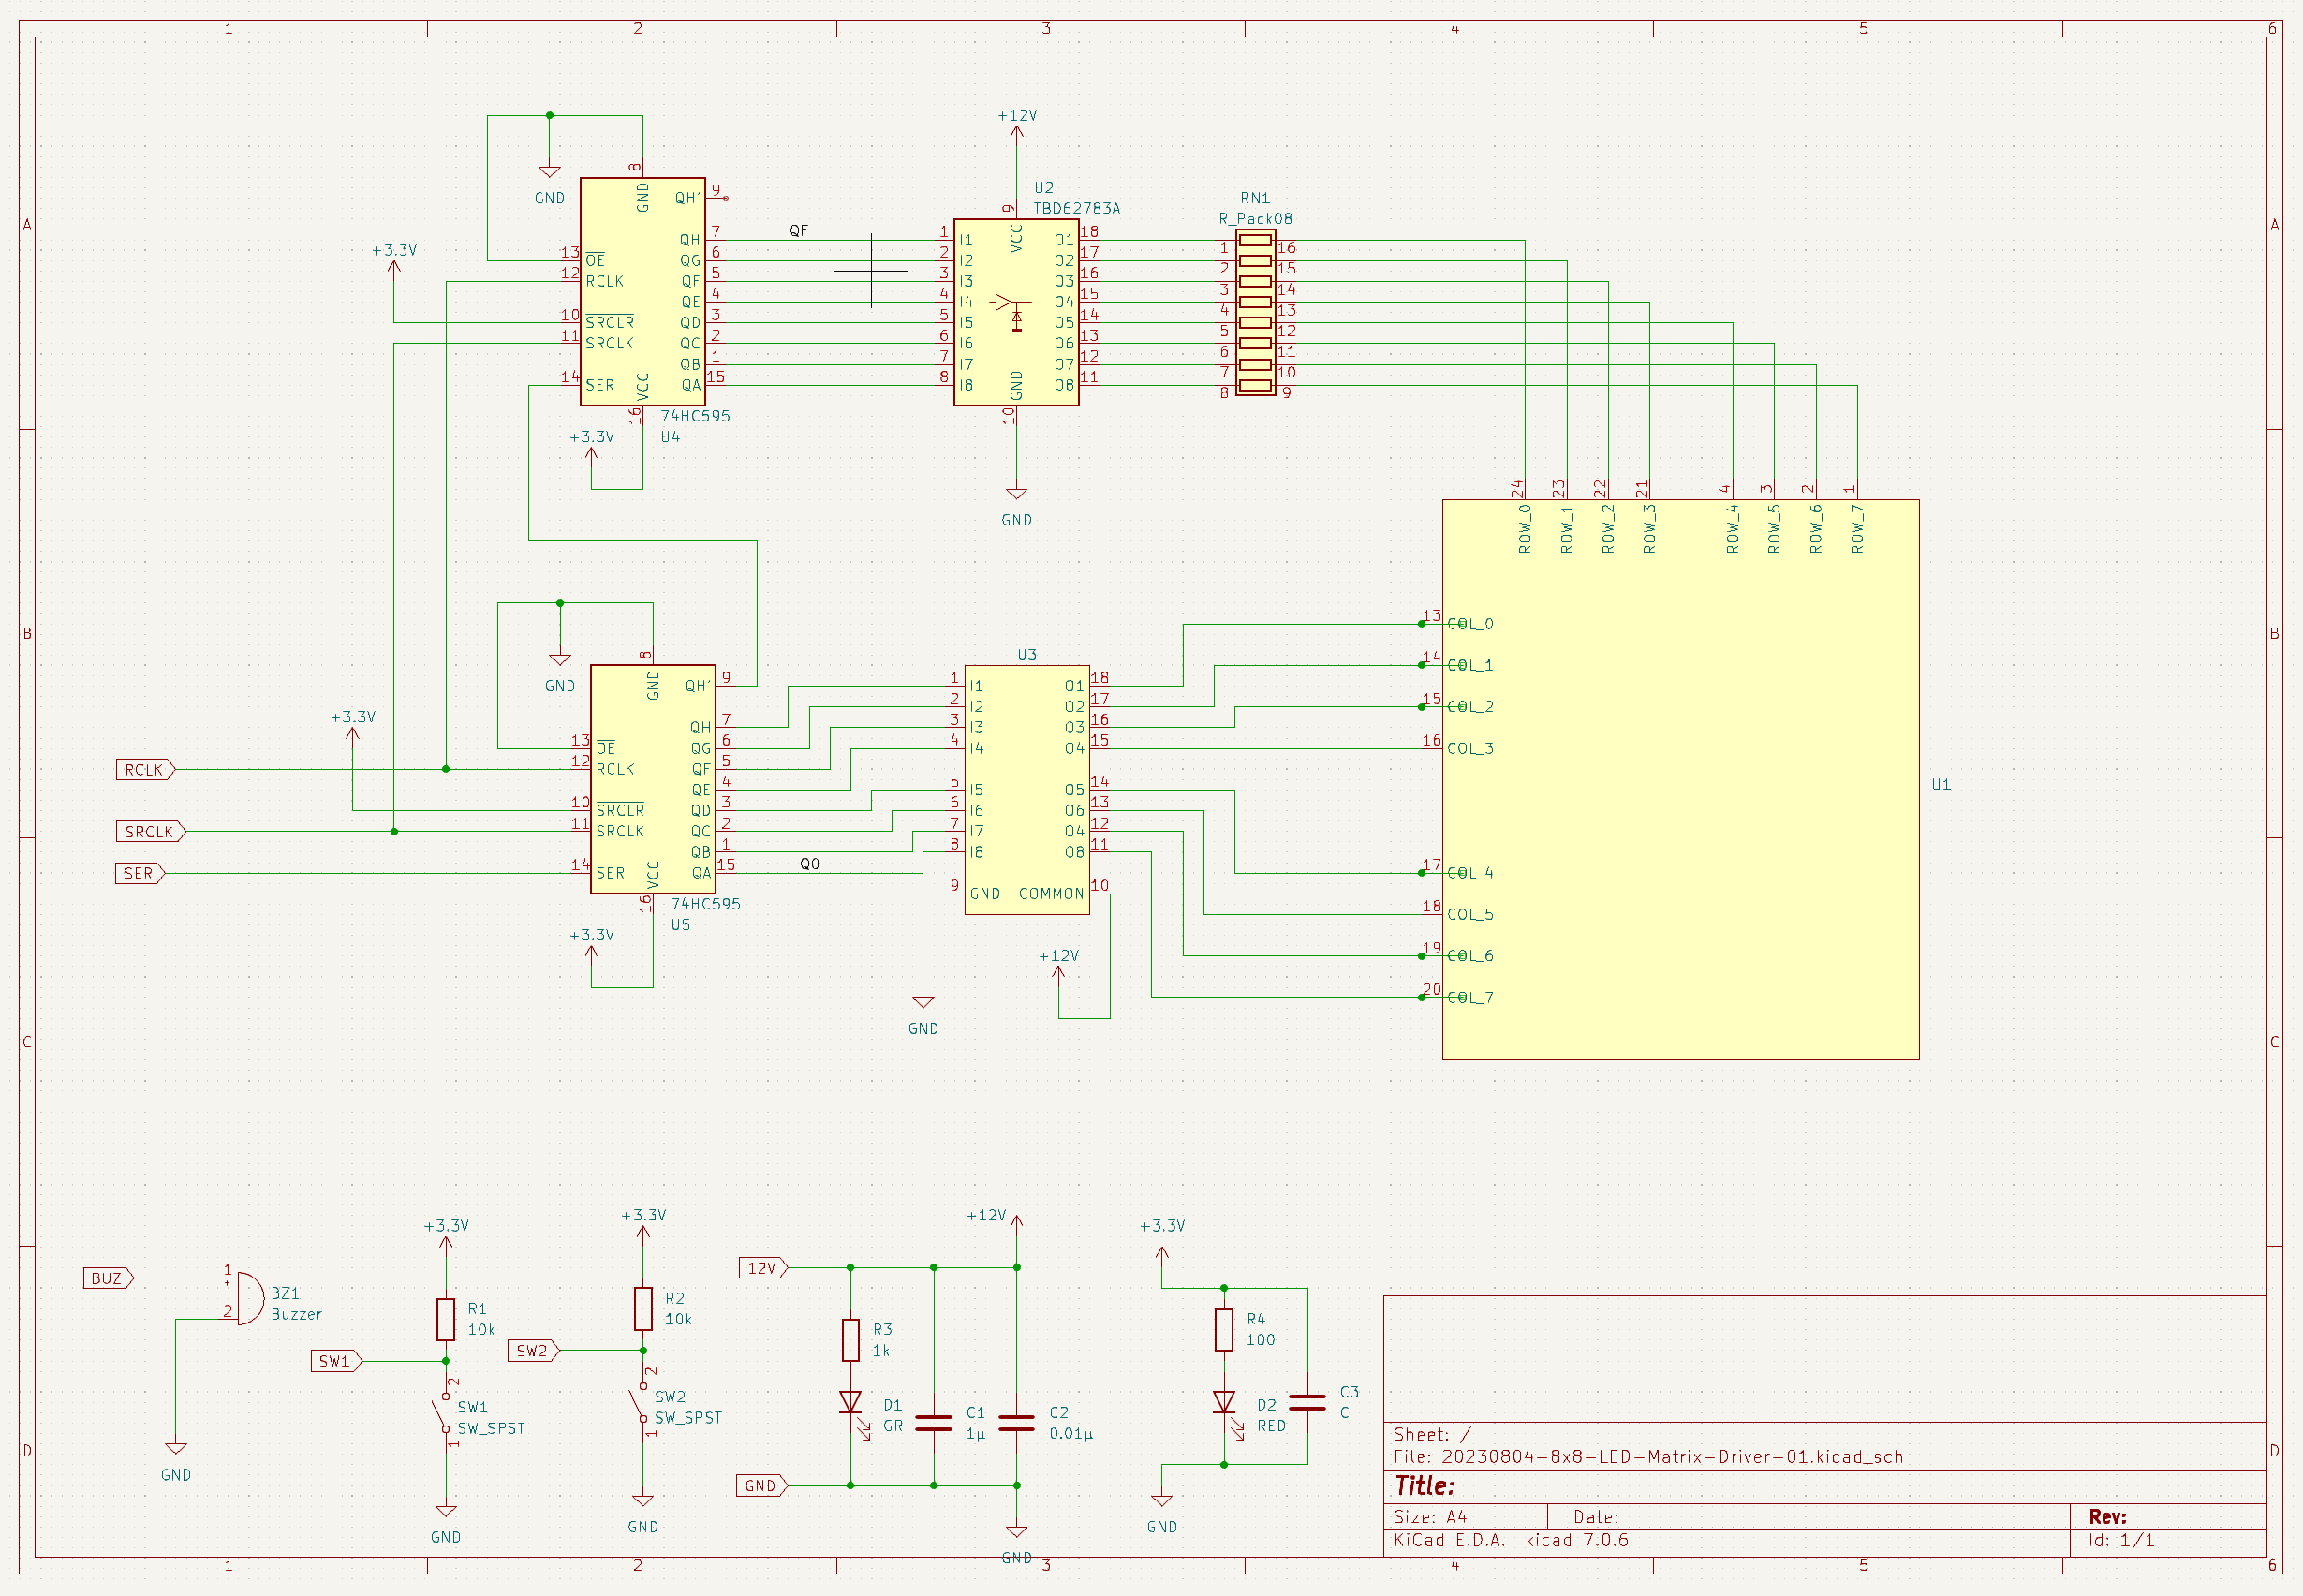 1 2 3 4 5 6
A A
B B
C C
D D
1 2 3 4 5 6
GND
+3.3V
8
GND
QH' 9
13 OE
12 RCLK
10 SRCLR
11 SRCLK
14 SER
VCC
16
QH 7
QG 6
QF 5
QE 4
QD 3
QC 2
QB 1
QA 15
74HC595
U4
+3.3V
QF
+12V
U2
TBD62783A
9
VCC
1 I1
2 I2
3 I3
4 I4
5 I5
6 I6
7 I7
8 I8
O1 18
O2 17
O3 16
O4 15
O5 14
O6 13
O7 12
O8 11
GND
10
GND
RN1
R_Pack08
1 16
2 15
3 14
4 13
5 12
6 11
7 10
8 9
24 23 22 21 4 3 2 1
ROW_0 ROW_1 ROW_2 ROW_3 ROW_4 ROW_5 ROW_6 ROW_7
13 COL_0
14 COL_1
15 COL_2
16 COL_3
17 COL_4
18 COL_5
19 COL_6
20 COL_7
U1
GND
+3.3V
RCLK
SRCLK
SER
8
GND
QH' 9
13 OE
12 RCLK
10 SRCLR
11 SRCLK
14 SER
VCC
16
QH 7
QG 6
QF 5
QE 4
QD 3
QC 2
QB 1
QA 15
74HC595
U5
+3.3V
Q0
U3
1 I1
2 I2
3 I3
4 I4
5 I5
6 I6
7 I7
8 I8
9 GND
O1 18
O2 17
O3 16
O4 15
O5 14
O6 13
O4 12
O8 11
COMMON 10
+12V
GND
BUZ
1
+
2
BZ1
Buzzer
GND
+3.3V
R1
10k
SW1
2
SW1
SW_SPST
1
GND
+3.3V
R2
10k
SW2
2
SW2
SW_SPST
1
GND
12V
+12V
R3
1k
D1
GR
C1
1µ
C2
0.01µ
GND
GND
+3.3V
R4
100
D2
RED
C3
C
GND
Sheet: /
File: 20230804-8x8-LED-Matrix-Driver-01.kicad_sch
Title:
Size: A4 Date: Rev:
KiCad E.D.A. kicad 7.0.6 Id: 1/1